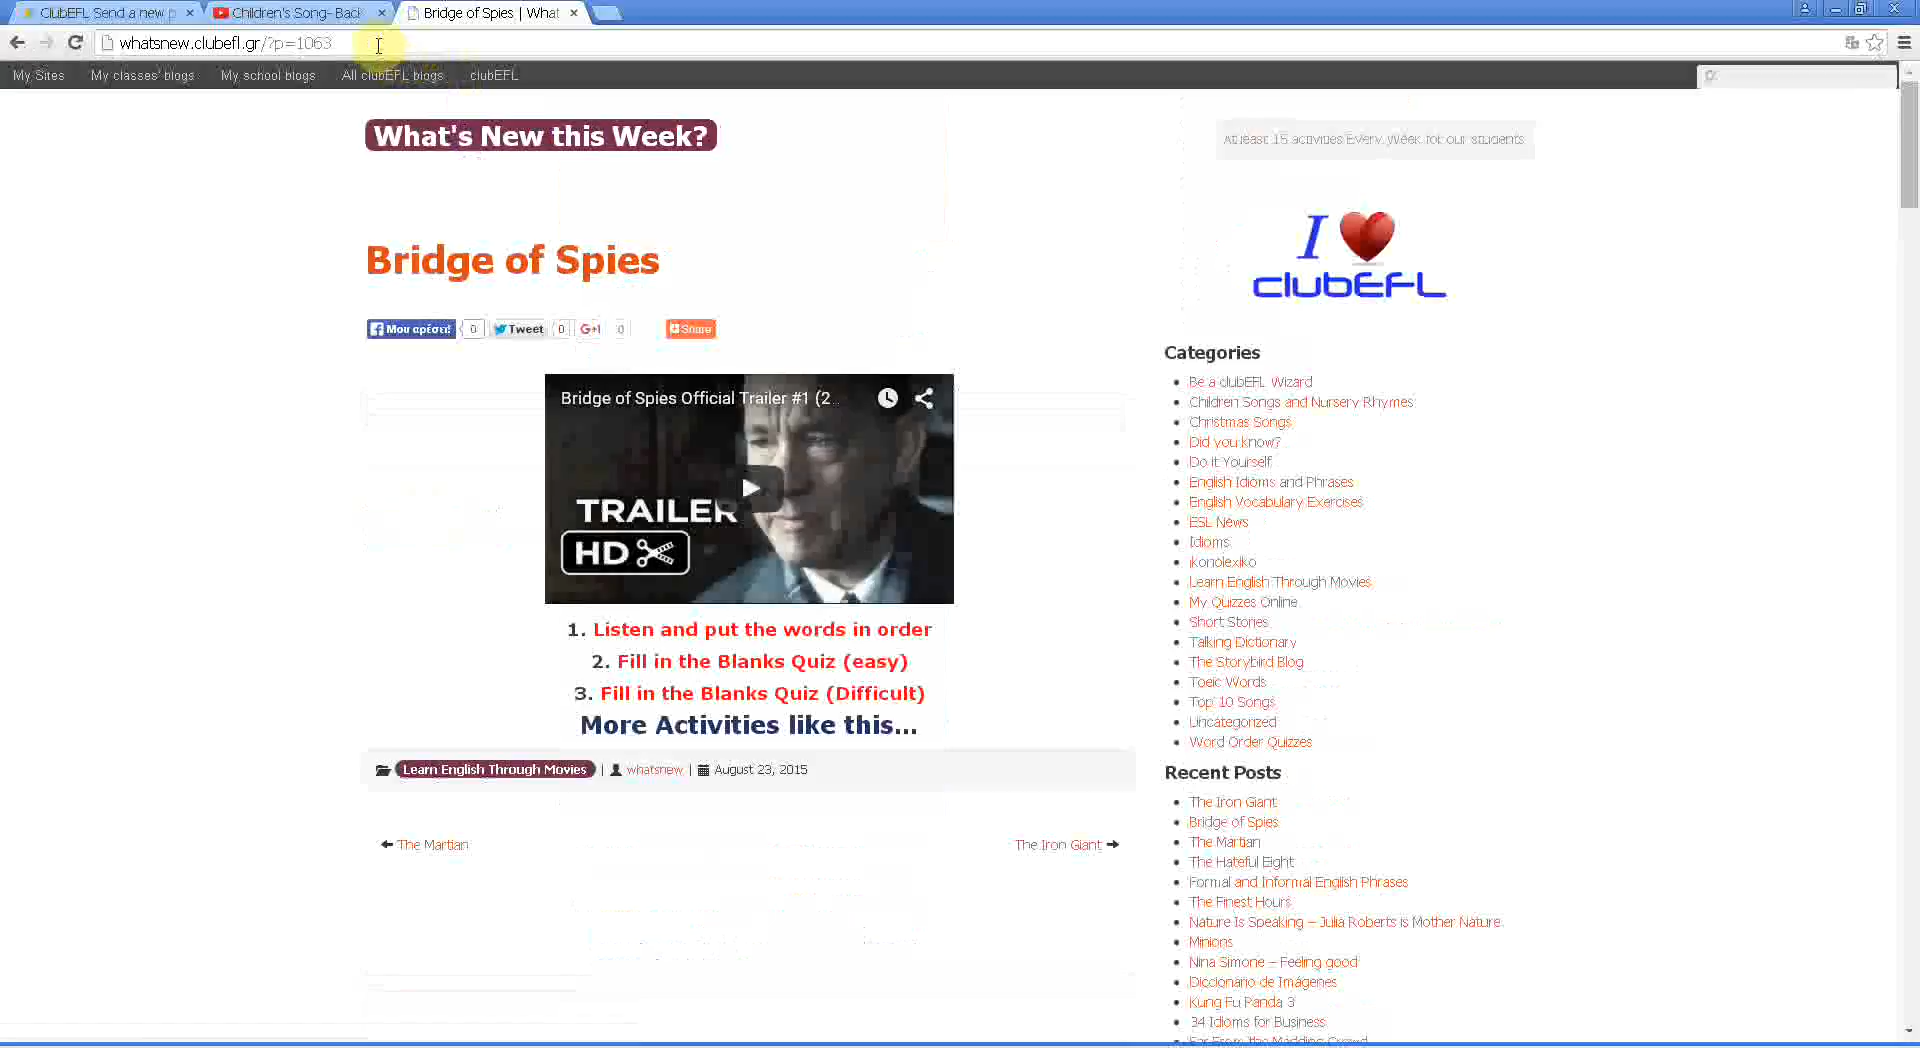 ClubEFL Send a new p
Children's Song- Back
Bridge of Spies | What
whatsnew.clubefl.gr/?p=1063
My Sites My classes' blogs My school blogs All clubEFL blogs clubEFL
What's New this Week?
At least 15 activities Every Week for our students
I
clubEFL
Bridge of Spies
Μου αρέσει! 0 Tweet 0 G+1 0 Share
Bridge of Spies Official Trailer #1 (2...
TRAILER
HD
1. Listen and put the words in order
2. Fill in the Blanks Quiz (easy)
3. Fill in the Blanks Quiz (Difficult)
More Activities like this...
Learn English Through Movies | whatsnew | August 23, 2015
The Martian
The Iron Giant
Categories
Be a clubEFL Wizard
Children Songs and Nursery Rhymes
Christmas Songs
Did you know?
Do it Yourself
English Idioms and Phrases
English Vocabulary Exercises
ESL News
Idioms
ikonolexiko
Learn English Through Movies
My Quizzes Online
Short Stories
Talking Dictionary
The Storybird Blog
Toeic Words
Top 10 Songs
Uncategorized
Word Order Quizzes
Recent Posts
The Iron Giant
Bridge of Spies
The Martian
The Hateful Eight
Formal and Informal English Phrases
The Finest Hours
Nature Is Speaking – Julia Roberts is Mother Nature
Minions
Nina Simone – Feeling good
Diccionario de Imágenes
Kung Fu Panda 3
34 Idioms for Business
Far From the Madding Crowd